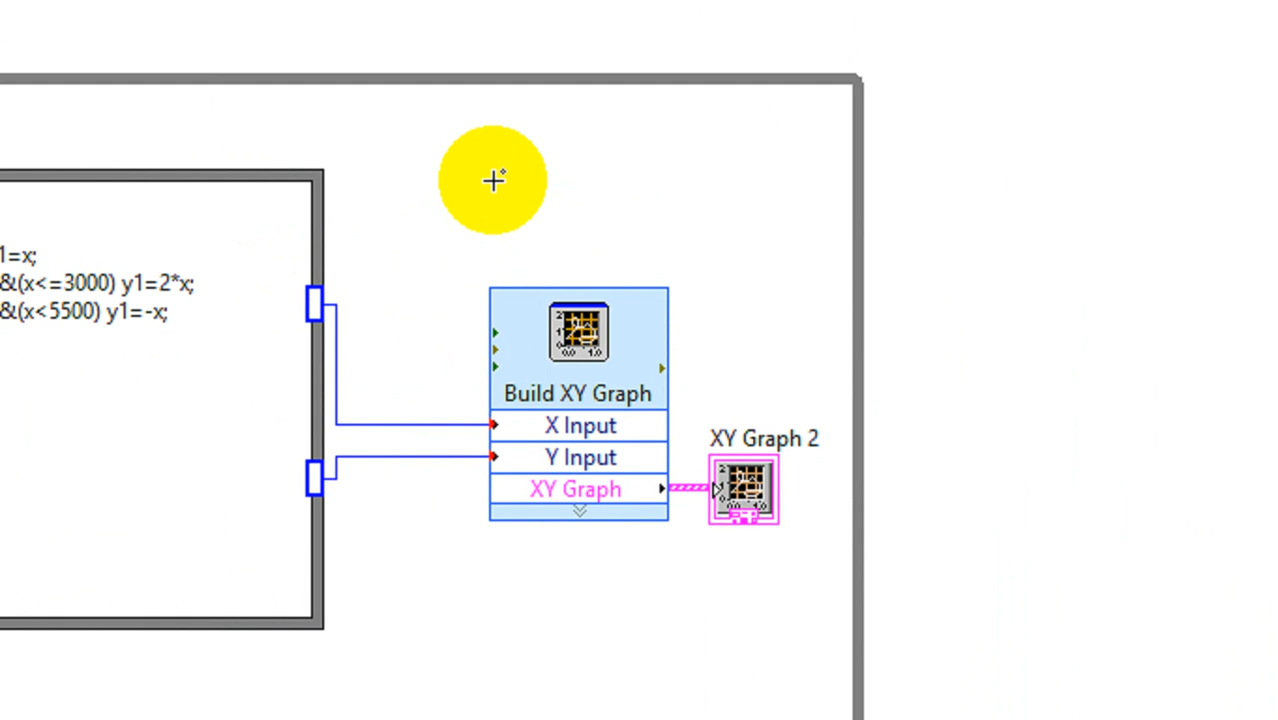 1=x;
&(x<=3000) y1=2*x;
&(x<5500) y1=-x;
Build XY Graph
X Input
Y Input
XY Graph
XY Graph 2